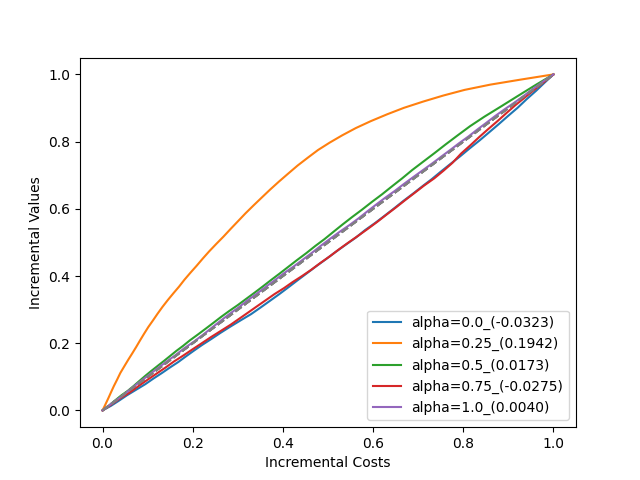 1.0
0.8
0.6
0.4
0.2
0.0
Incremental Values
alpha=0.0_(-0.0323)
alpha=0.25_(0.1942)
alpha=0.5_(0.0173)
alpha=0.75_(-0.0275)
alpha=1.0_(0.0040)
0.0 0.2 0.4 0.6 0.8 1.0
Incremental Costs